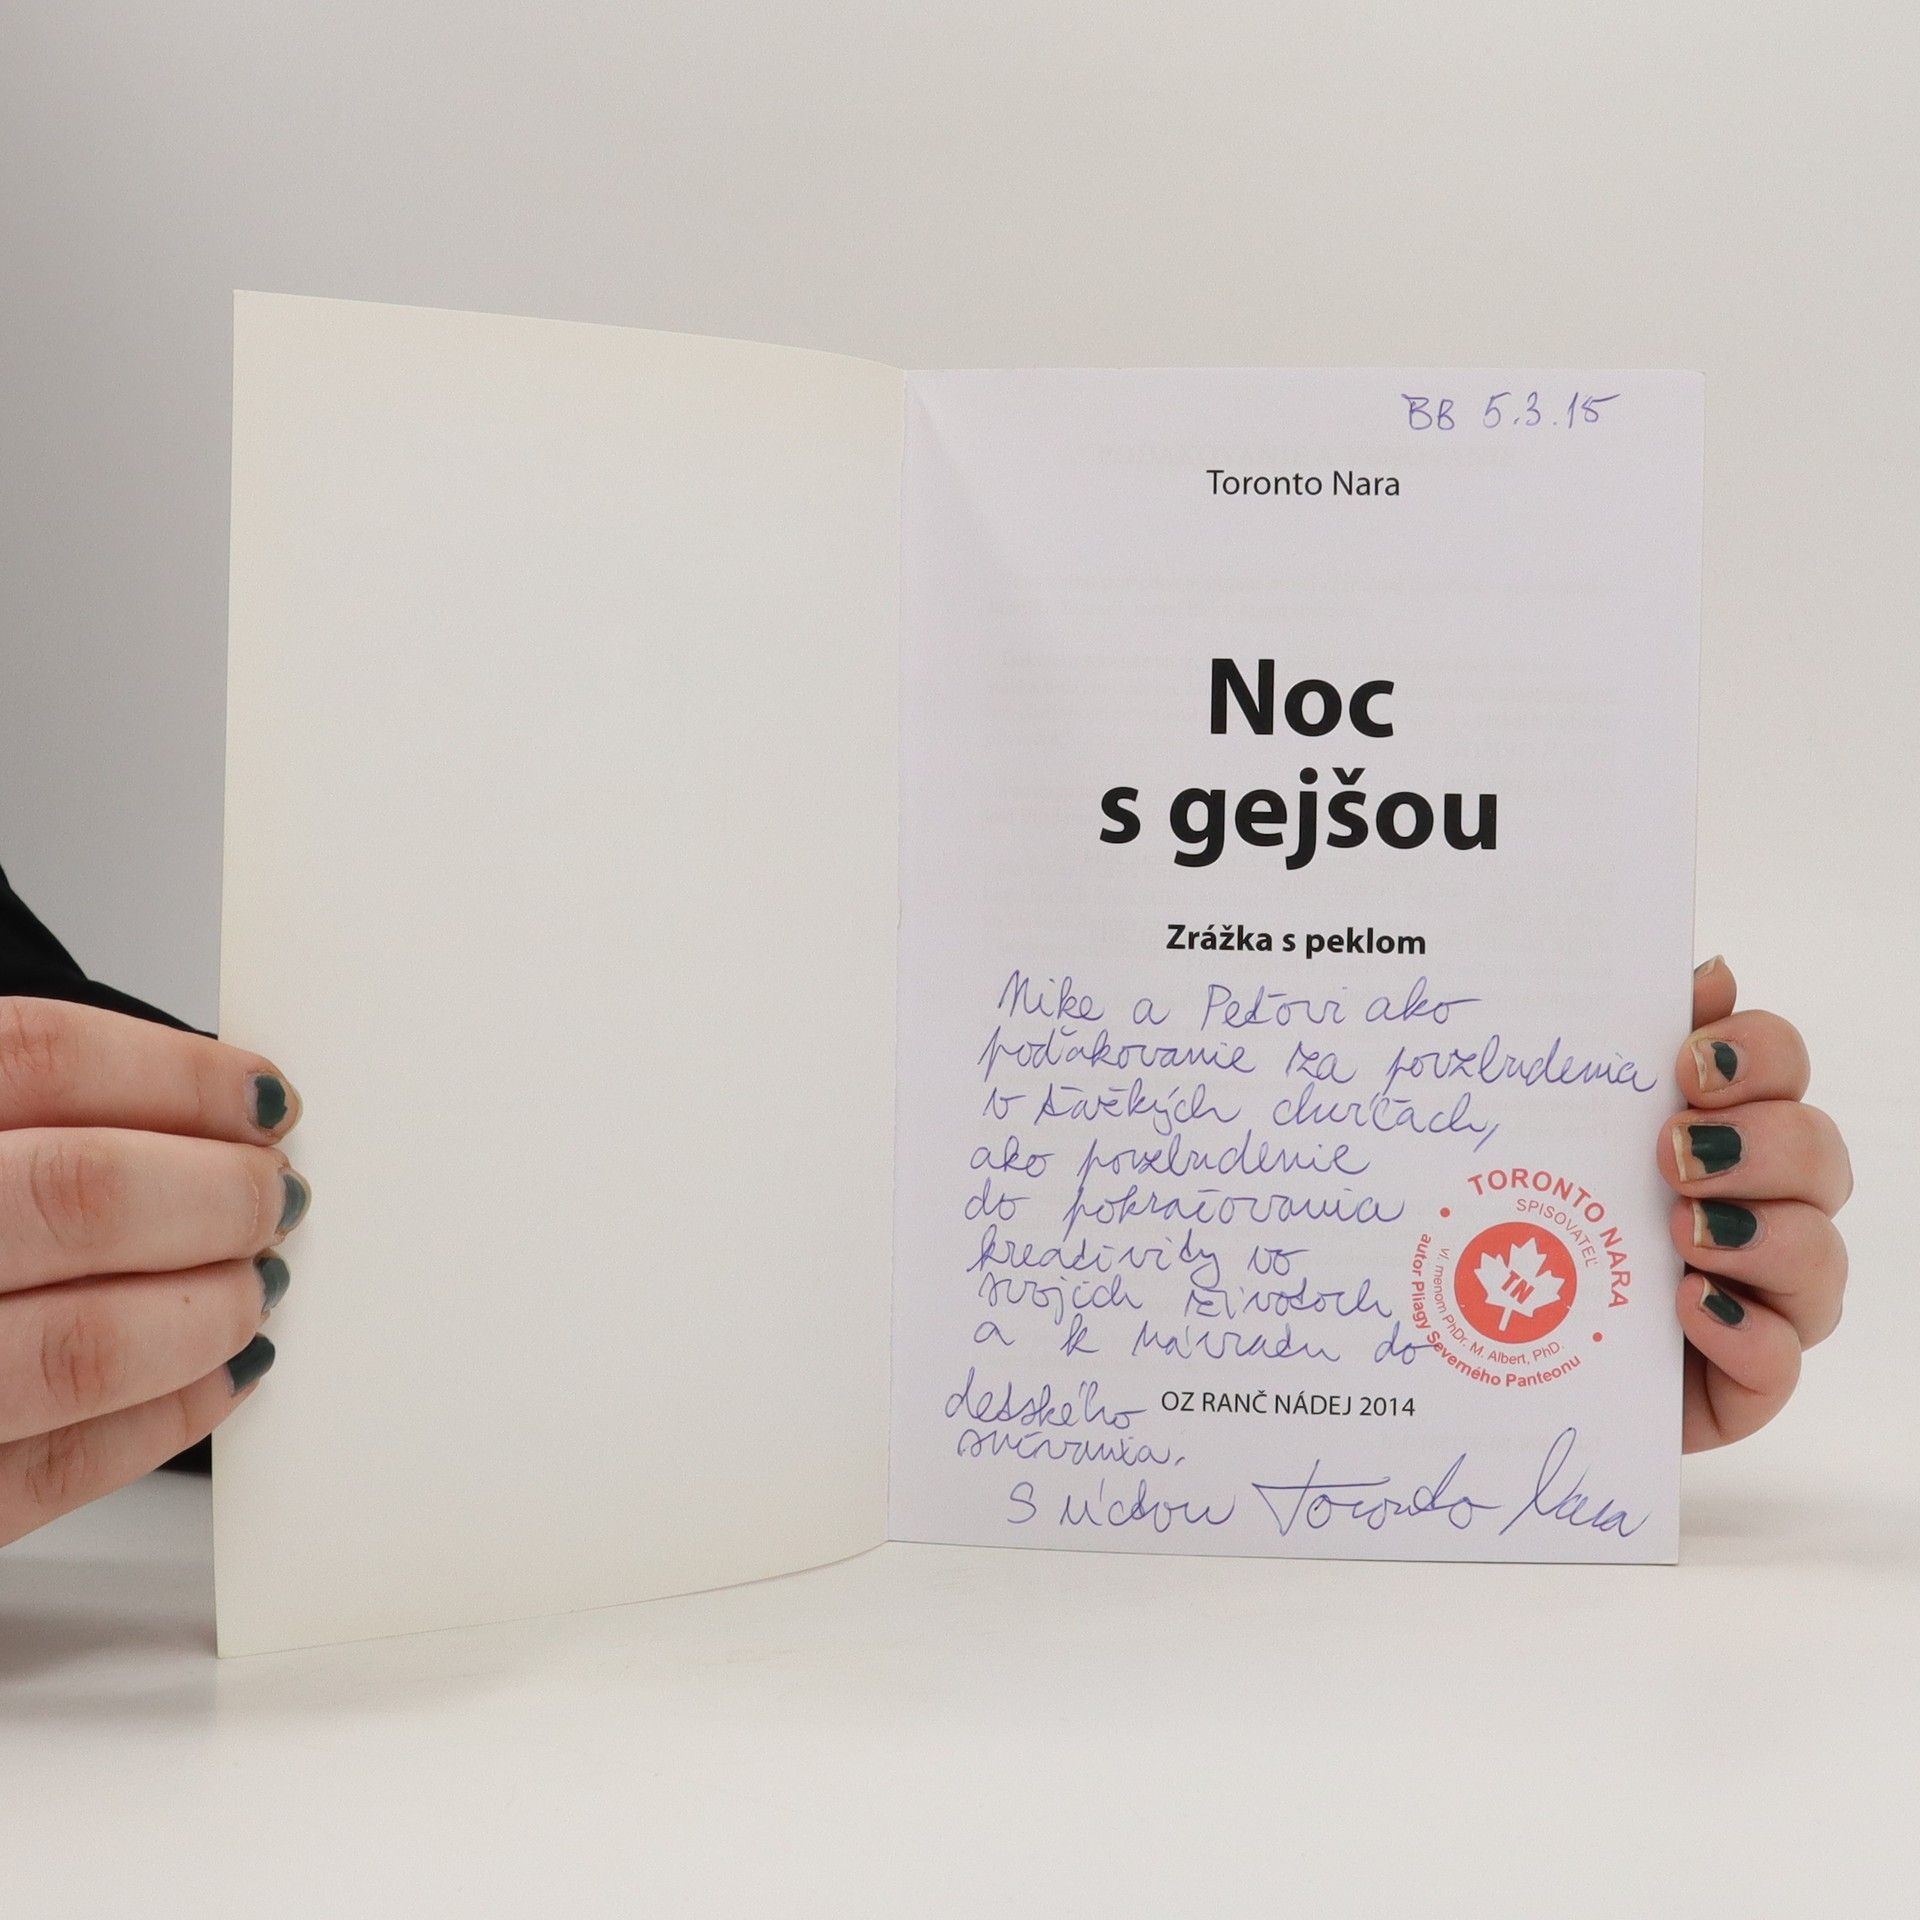 BB 5.3.15
Toronto Nara
Noc
s gejšou
Zrážka s peklom
Nike a Peťovi ako
poďakovanie za povzbudenia
v ťažkých chvíľach,
ako povzbudenie
do pokračovania
kreativity vo
svojich životoch
a k návratu do
detského
snívania.
OZ RANČ NÁDEJ 2014
S úctou Toronto Nara
TORONTO NARA
SPISOVATEĽ
TN
vl. menom PhDr. M. Albert, PhD.
autor Pliagy Severného Panteonu